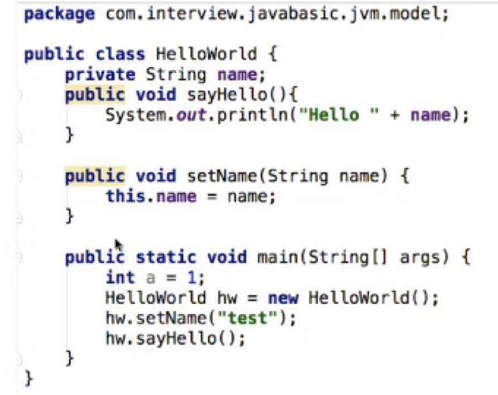 package com.interview.javabasic.jvm.model;
public class HelloWorld {
    private String name;
    public void sayHello(){
        System.out.println("Hello " + name);
    }
    public void setName(String name) {
        this.name = name;
    }
    public static void main(String[] args) {
        int a = 1;
        HelloWorld hw = new HelloWorld();
        hw.setName("test");
        hw.sayHello();
    }
}